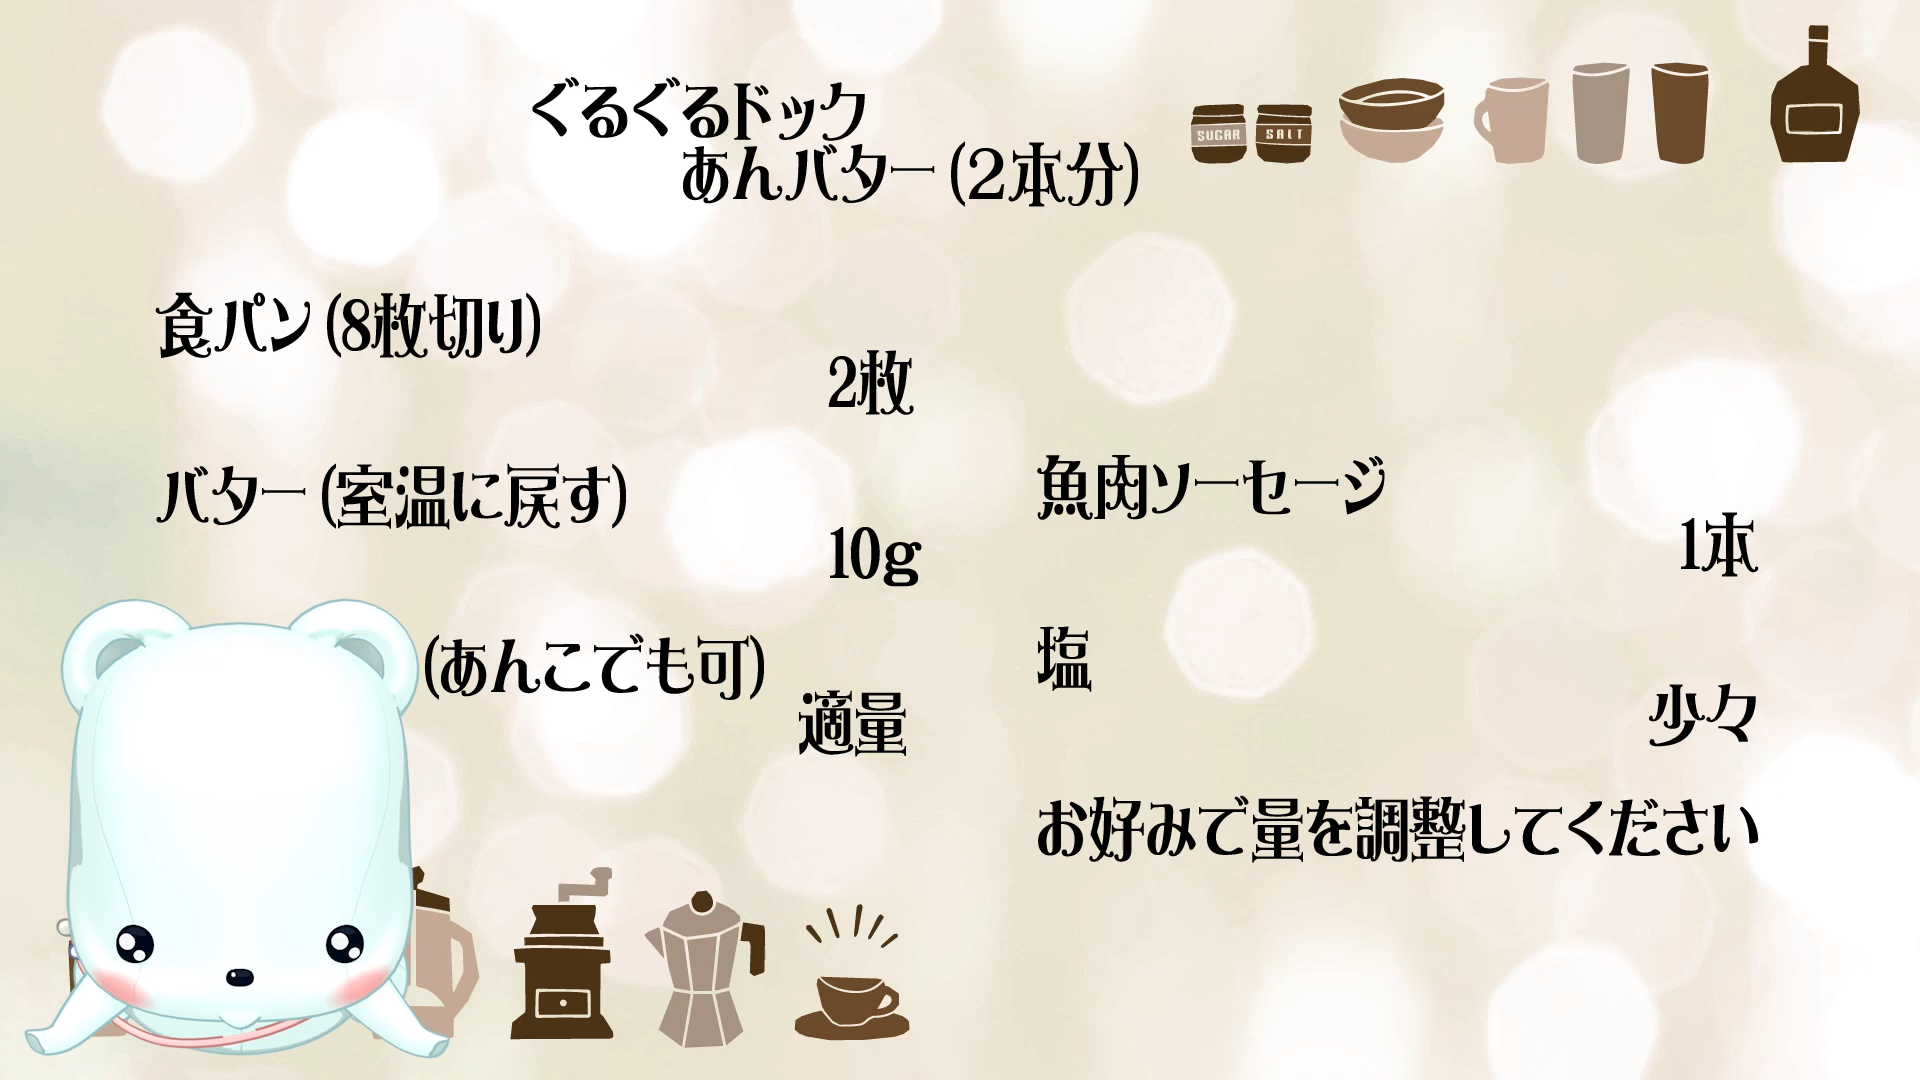 ぐるぐるドック
あんバター(2本分)
SUGAR
SALT
食パン(8枚切り)
2枚
バター(室温に戻す)
10g
(あんこでも可)
適量
魚肉ソーセージ
1本
塩
少々
お好みで量を調整してください